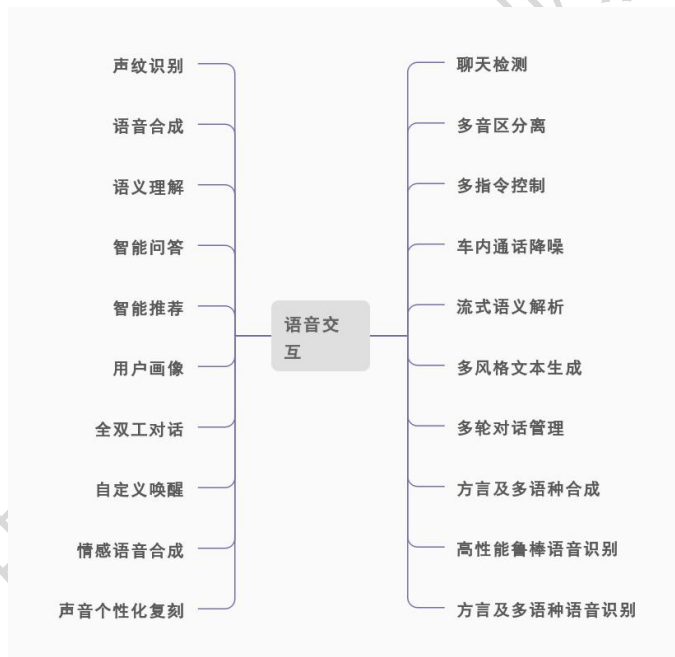 声纹识别
语音合成
语义理解
智能问答
智能推荐
用户画像
全双工对话
自定义唤醒
情感语音合成
声音个性化复刻
语音交
互
聊天检测
多音区分离
多指令控制
车内通话降噪
流式语义解析
多风格文本生成
多轮对话管理
方言及多语种合成
高性能鲁棒语音识别
方言及多语种语音识别